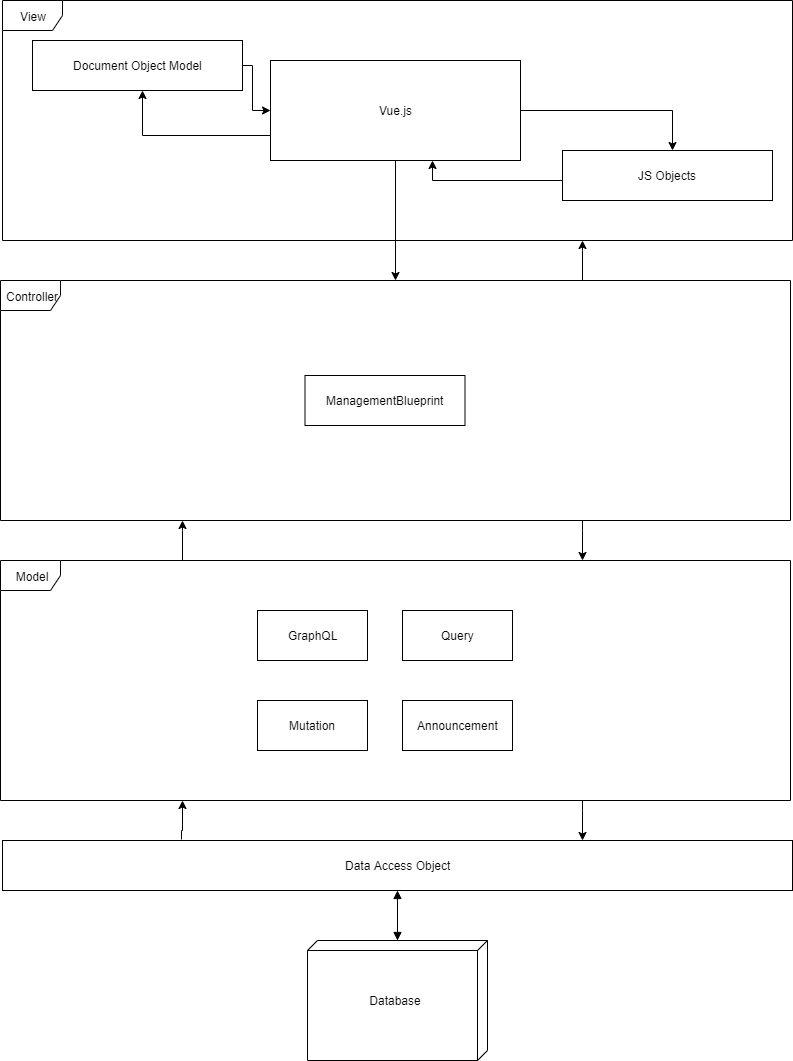 View
Document Object Model
Vue.js
JS Objects
Controller
ManagementBlueprint
Model
GraphQL
Query
Mutation
Announcement
Data Access Object
Database